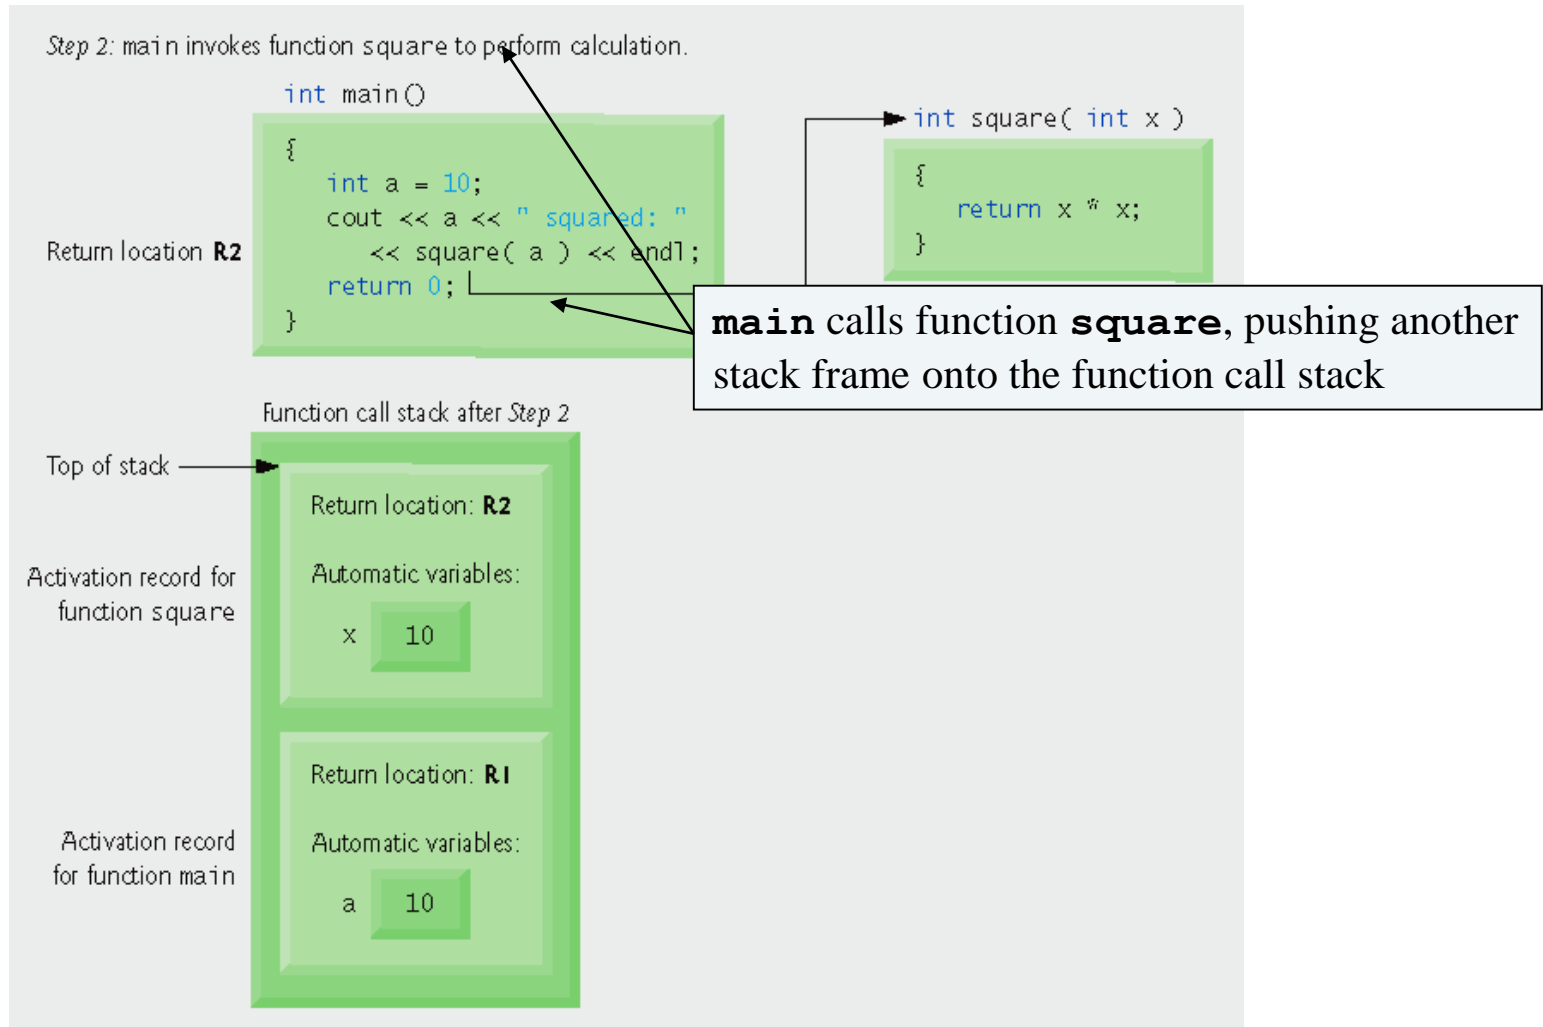 Step 2: main invokes function square to perform calculation.
int main()
{
int a = 10;
cout << a << " squared: "
<< square( a ) << endl;
return 0;
}
Return location R2
int square( int x )
{
return x * x;
}
main calls function square, pushing another
stack frame onto the function call stack
Function call stack after Step 2
Top of stack
Return location: R2
Activation record for
function square
Automatic variables:
x 10
Return location: R1
Activation record
for function main
Automatic variables:
a 10